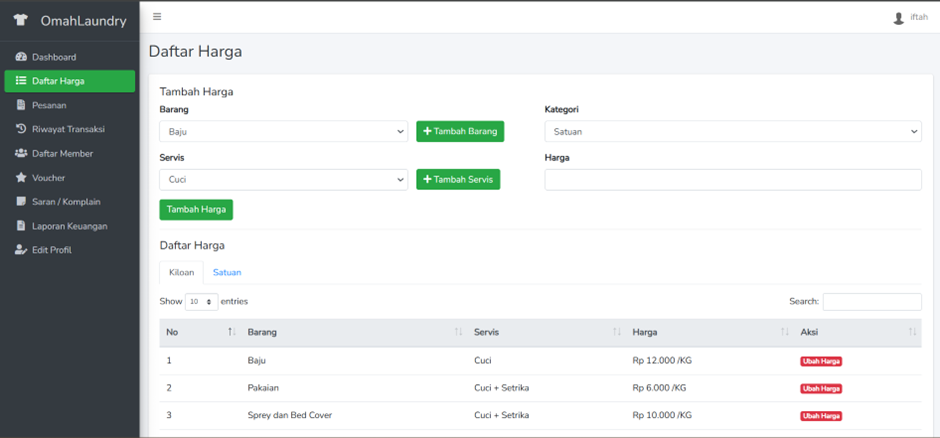 OmahLaundry
iftah
Dashboard
Daftar Harga
Pesanan
Riwayat Transaksi
Daftar Member
Voucher
Saran / Komplain
Laporan Keuangan
Edit Profil
Daftar Harga
Tambah Harga
Barang
Kategori
Baju
+ Tambah Barang
Satuan
Servis
Harga
Cuci
+ Tambah Servis
Tambah Harga
Daftar Harga
Kiloan Satuan
Show 10 entries
Search:
No Barang Servis Harga Aksi
1 Baju Cuci Rp 12.000 /KG Ubah Harga
2 Pakaian Cuci + Setrika Rp 6.000 /KG Ubah Harga
3 Sprey dan Bed Cover Cuci + Setrika Rp 10.000 /KG Ubah Harga